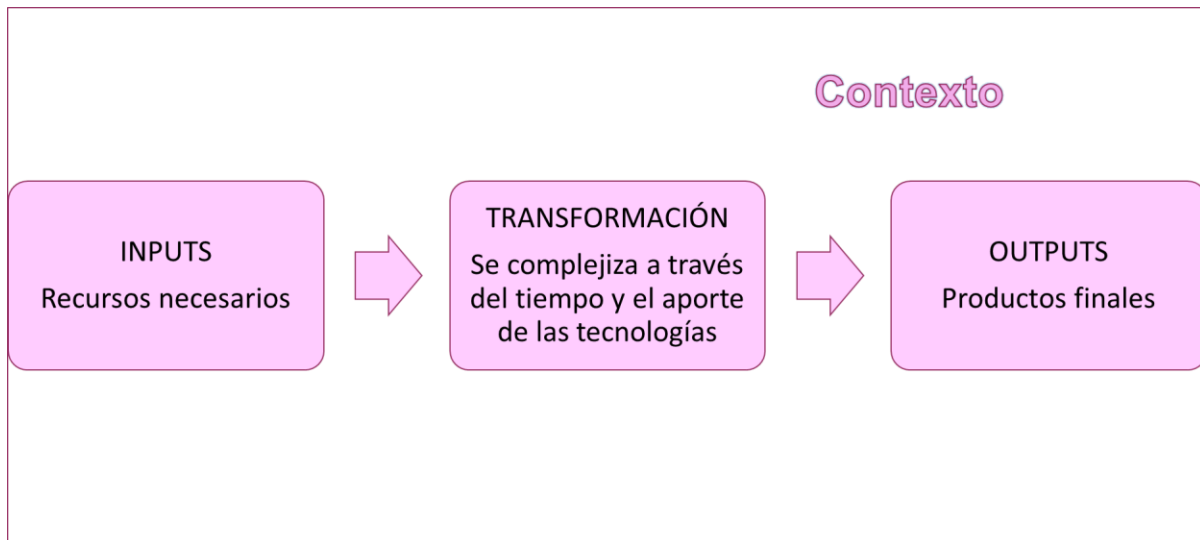 Contexto
INPUTS
Recursos necesarios
TRANSFORMACIÓN
Se complejiza a través
del tiempo y el aporte
de las tecnologías
OUTPUTS
Productos finales